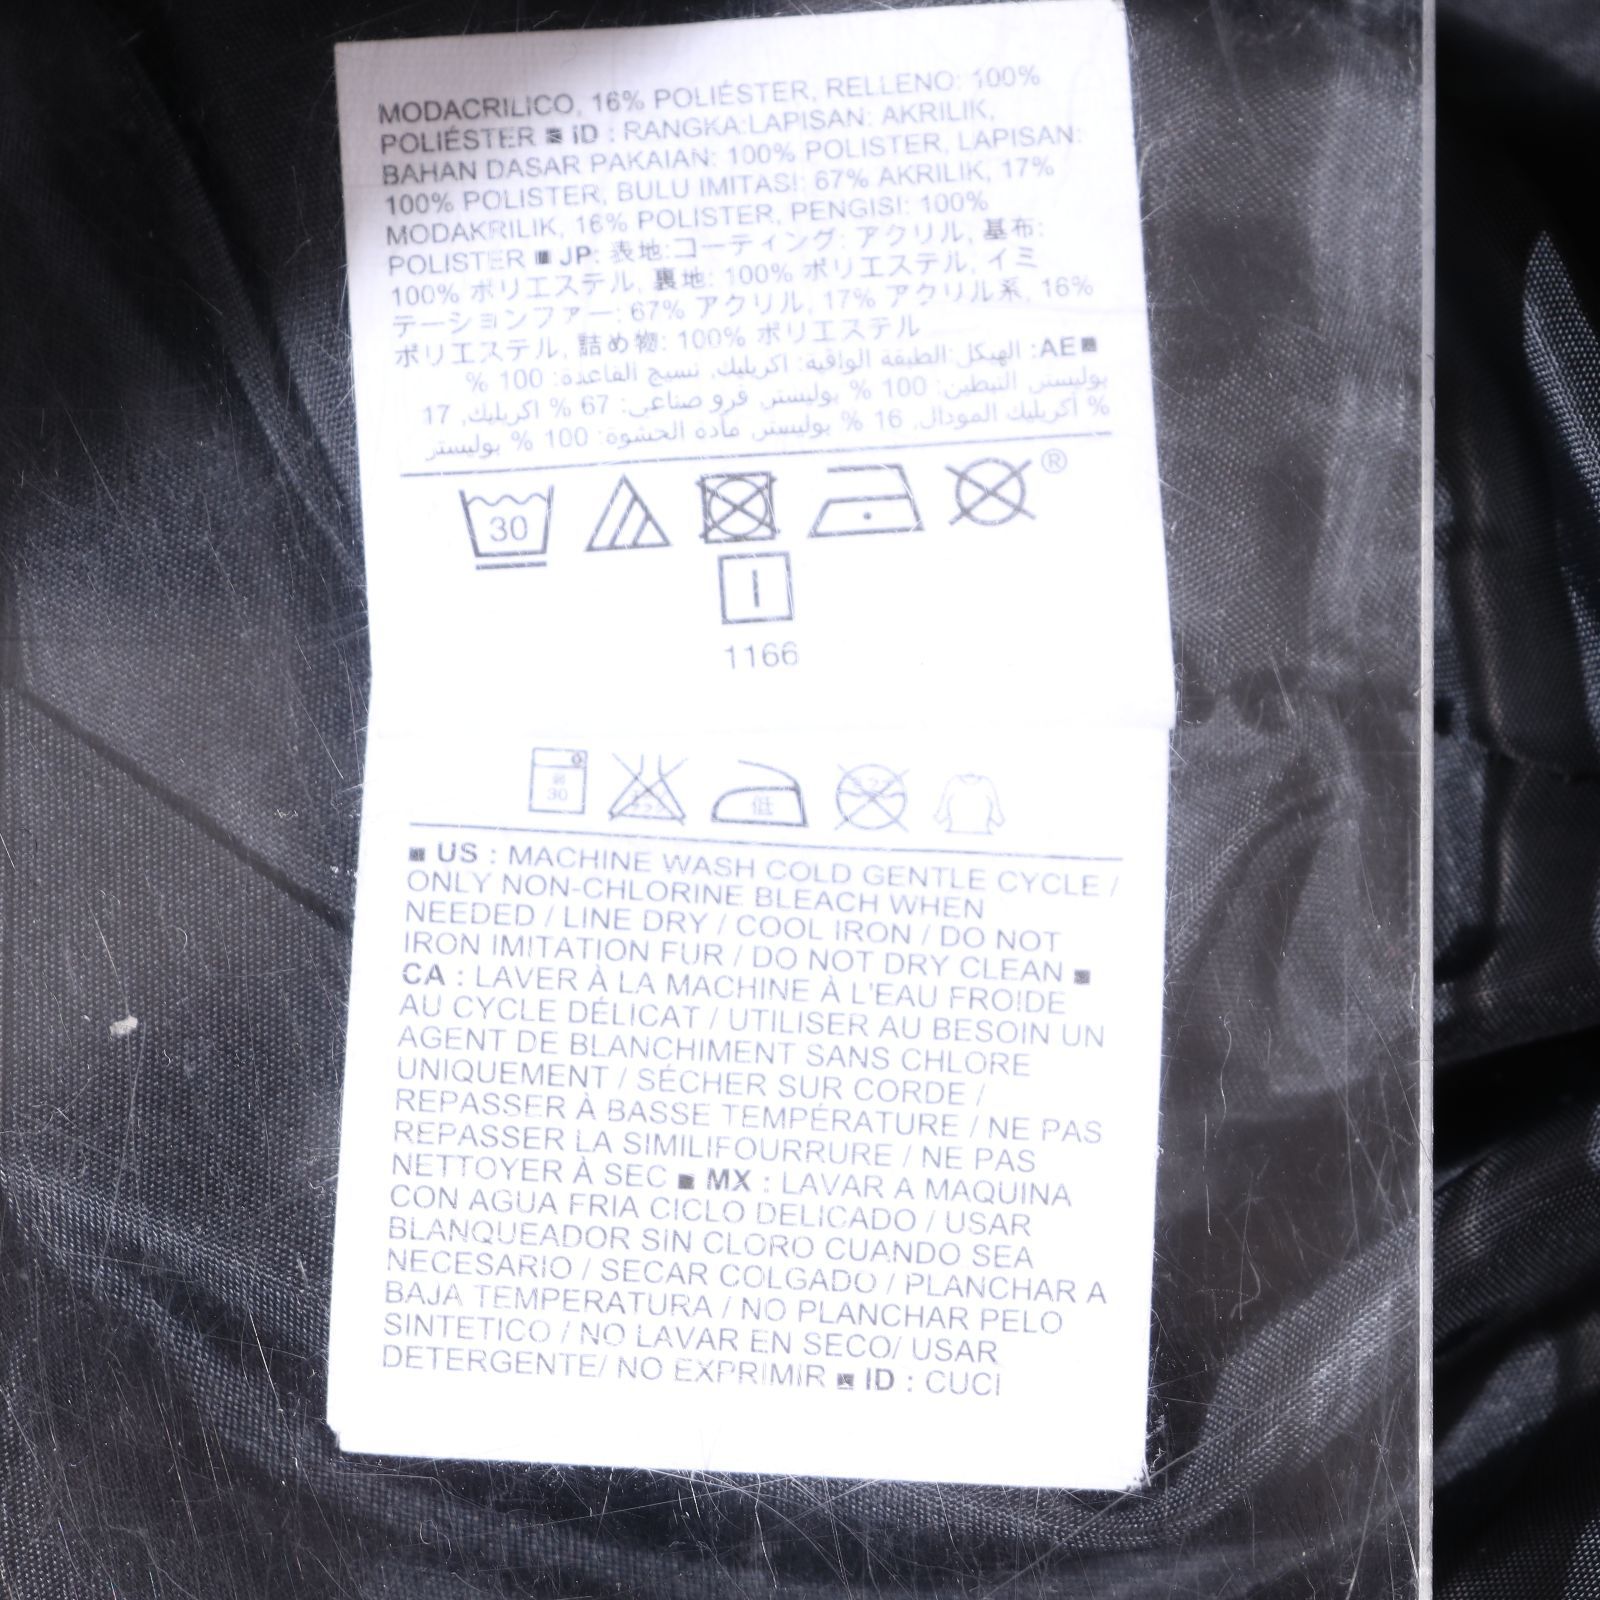 MODACRILICO, 16% POLIÉSTER, RELLENO: 100%
POLIÉSTER ■ ID : RANGKA:LAPISAN: AKRILIK,
BAHAN DASAR PAKAIAN: 100% POLISTER, LAPISAN:
100% POLISTER, BULU IMITASI: 67% AKRILIK, 17%
MODAKRILIK, 16% POLISTER, PENGISI: 100%
POLISTER ■ JP: 表地:コーティング: アクリル, 基布:
100% ポリエステル, 裏地: 100% ポリエステル, イミ
テーションファー: 67% アクリル, 17% アクリル系, 16%
ポリエステル, 詰め物: 100% ポリエステル
■AE: الهيكل:الطبقة الواقية: اكريليك, نسيج القاعدة: 100 %
بوليستر, التبطين: 100 % بوليستر, فرو صناعى: 67 % اكريليك, 17
% أكريليك المودال, 16 % بوليستر, مادة الحشوة: 100 % بوليستر
30
®
1166
30
低
■ US : MACHINE WASH COLD GENTLE CYCLE /
ONLY NON-CHLORINE BLEACH WHEN
NEEDED / LINE DRY / COOL IRON / DO NOT
IRON IMITATION FUR / DO NOT DRY CLEAN ■
CA : LAVER À LA MACHINE À L'EAU FROIDE
AU CYCLE DÉLICAT / UTILISER AU BESOIN UN
AGENT DE BLANCHIMENT SANS CHLORE
UNIQUEMENT / SÉCHER SUR CORDE /
REPASSER À BASSE TEMPÉRATURE / NE PAS
REPASSER LA SIMILIFOURRURE / NE PAS
NETTOYER À SEC ■ MX : LAVAR A MAQUINA
CON AGUA FRIA CICLO DELICADO / USAR
BLANQUEADOR SIN CLORO CUANDO SEA
NECESARIO / SECAR COLGADO / PLANCHAR A
BAJA TEMPERATURA / NO PLANCHAR PELO
SINTETICO / NO LAVAR EN SECO/ USAR
DETERGENTE/ NO EXPRIMIR ■ ID : CUCI